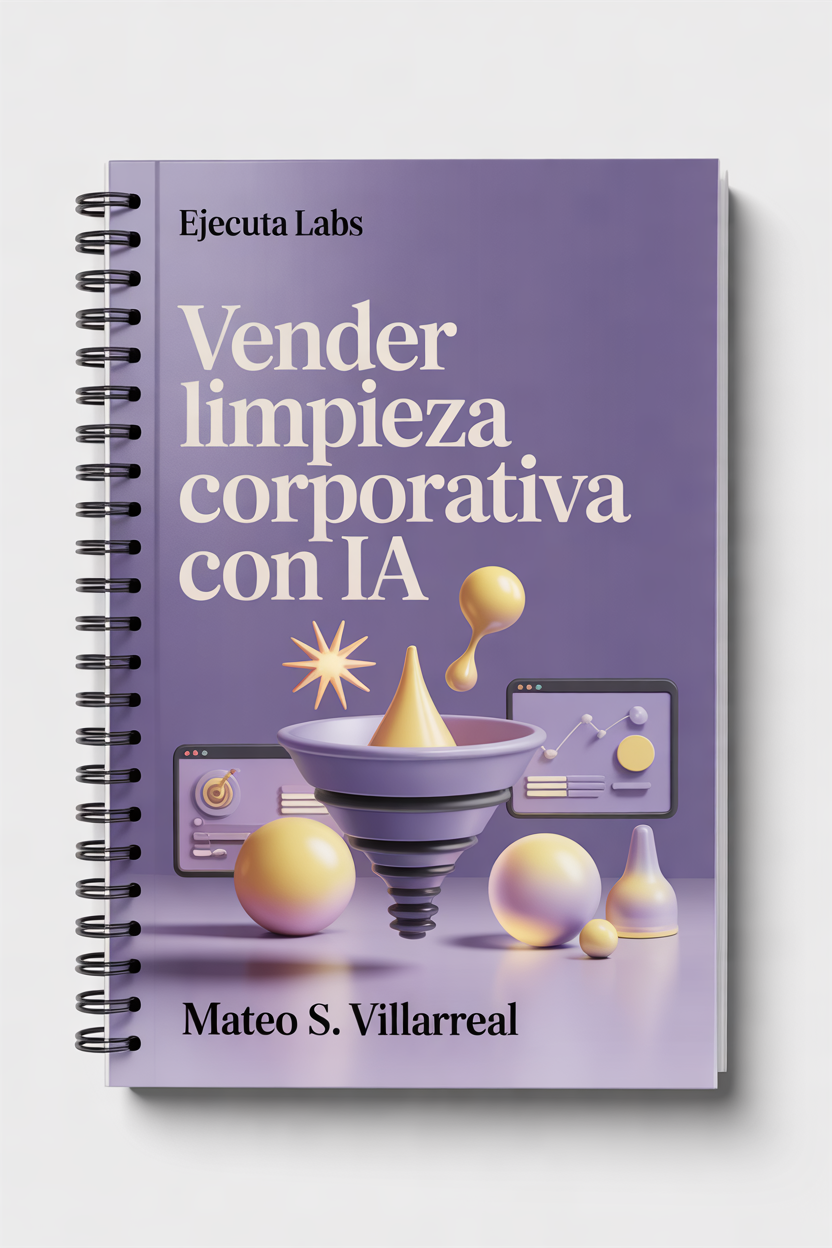 Ejecuta Labs
Vender
limpieza
corporativa
con IA
Mateo S. Villarreal